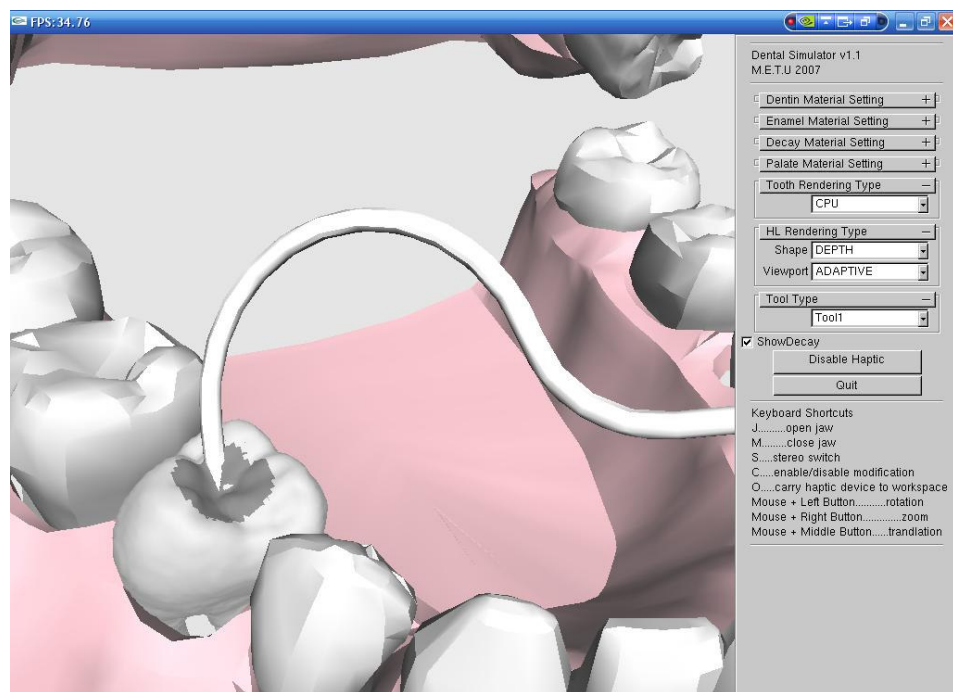 FPS:34.76
Dental Simulator v1.1
M.E.T.U 2007
Dentin Material Setting +
Enamel Material Setting +
Decay Material Setting +
Palate Material Setting +
Tooth Rendering Type −
CPU
HL Rendering Type −
Shape DEPTH
Viewport ADAPTIVE
Tool Type −
Tool1
ShowDecay
Disable Haptic
Quit
Keyboard Shortcuts
J..........open jaw
M.........close jaw
S.....stereo switch
C....enable/disable modification
O....carry haptic device to workspace
Mouse + Left Button..........rotation
Mouse + Right Button.............zoom
Mouse + Middle Button.....trandlation